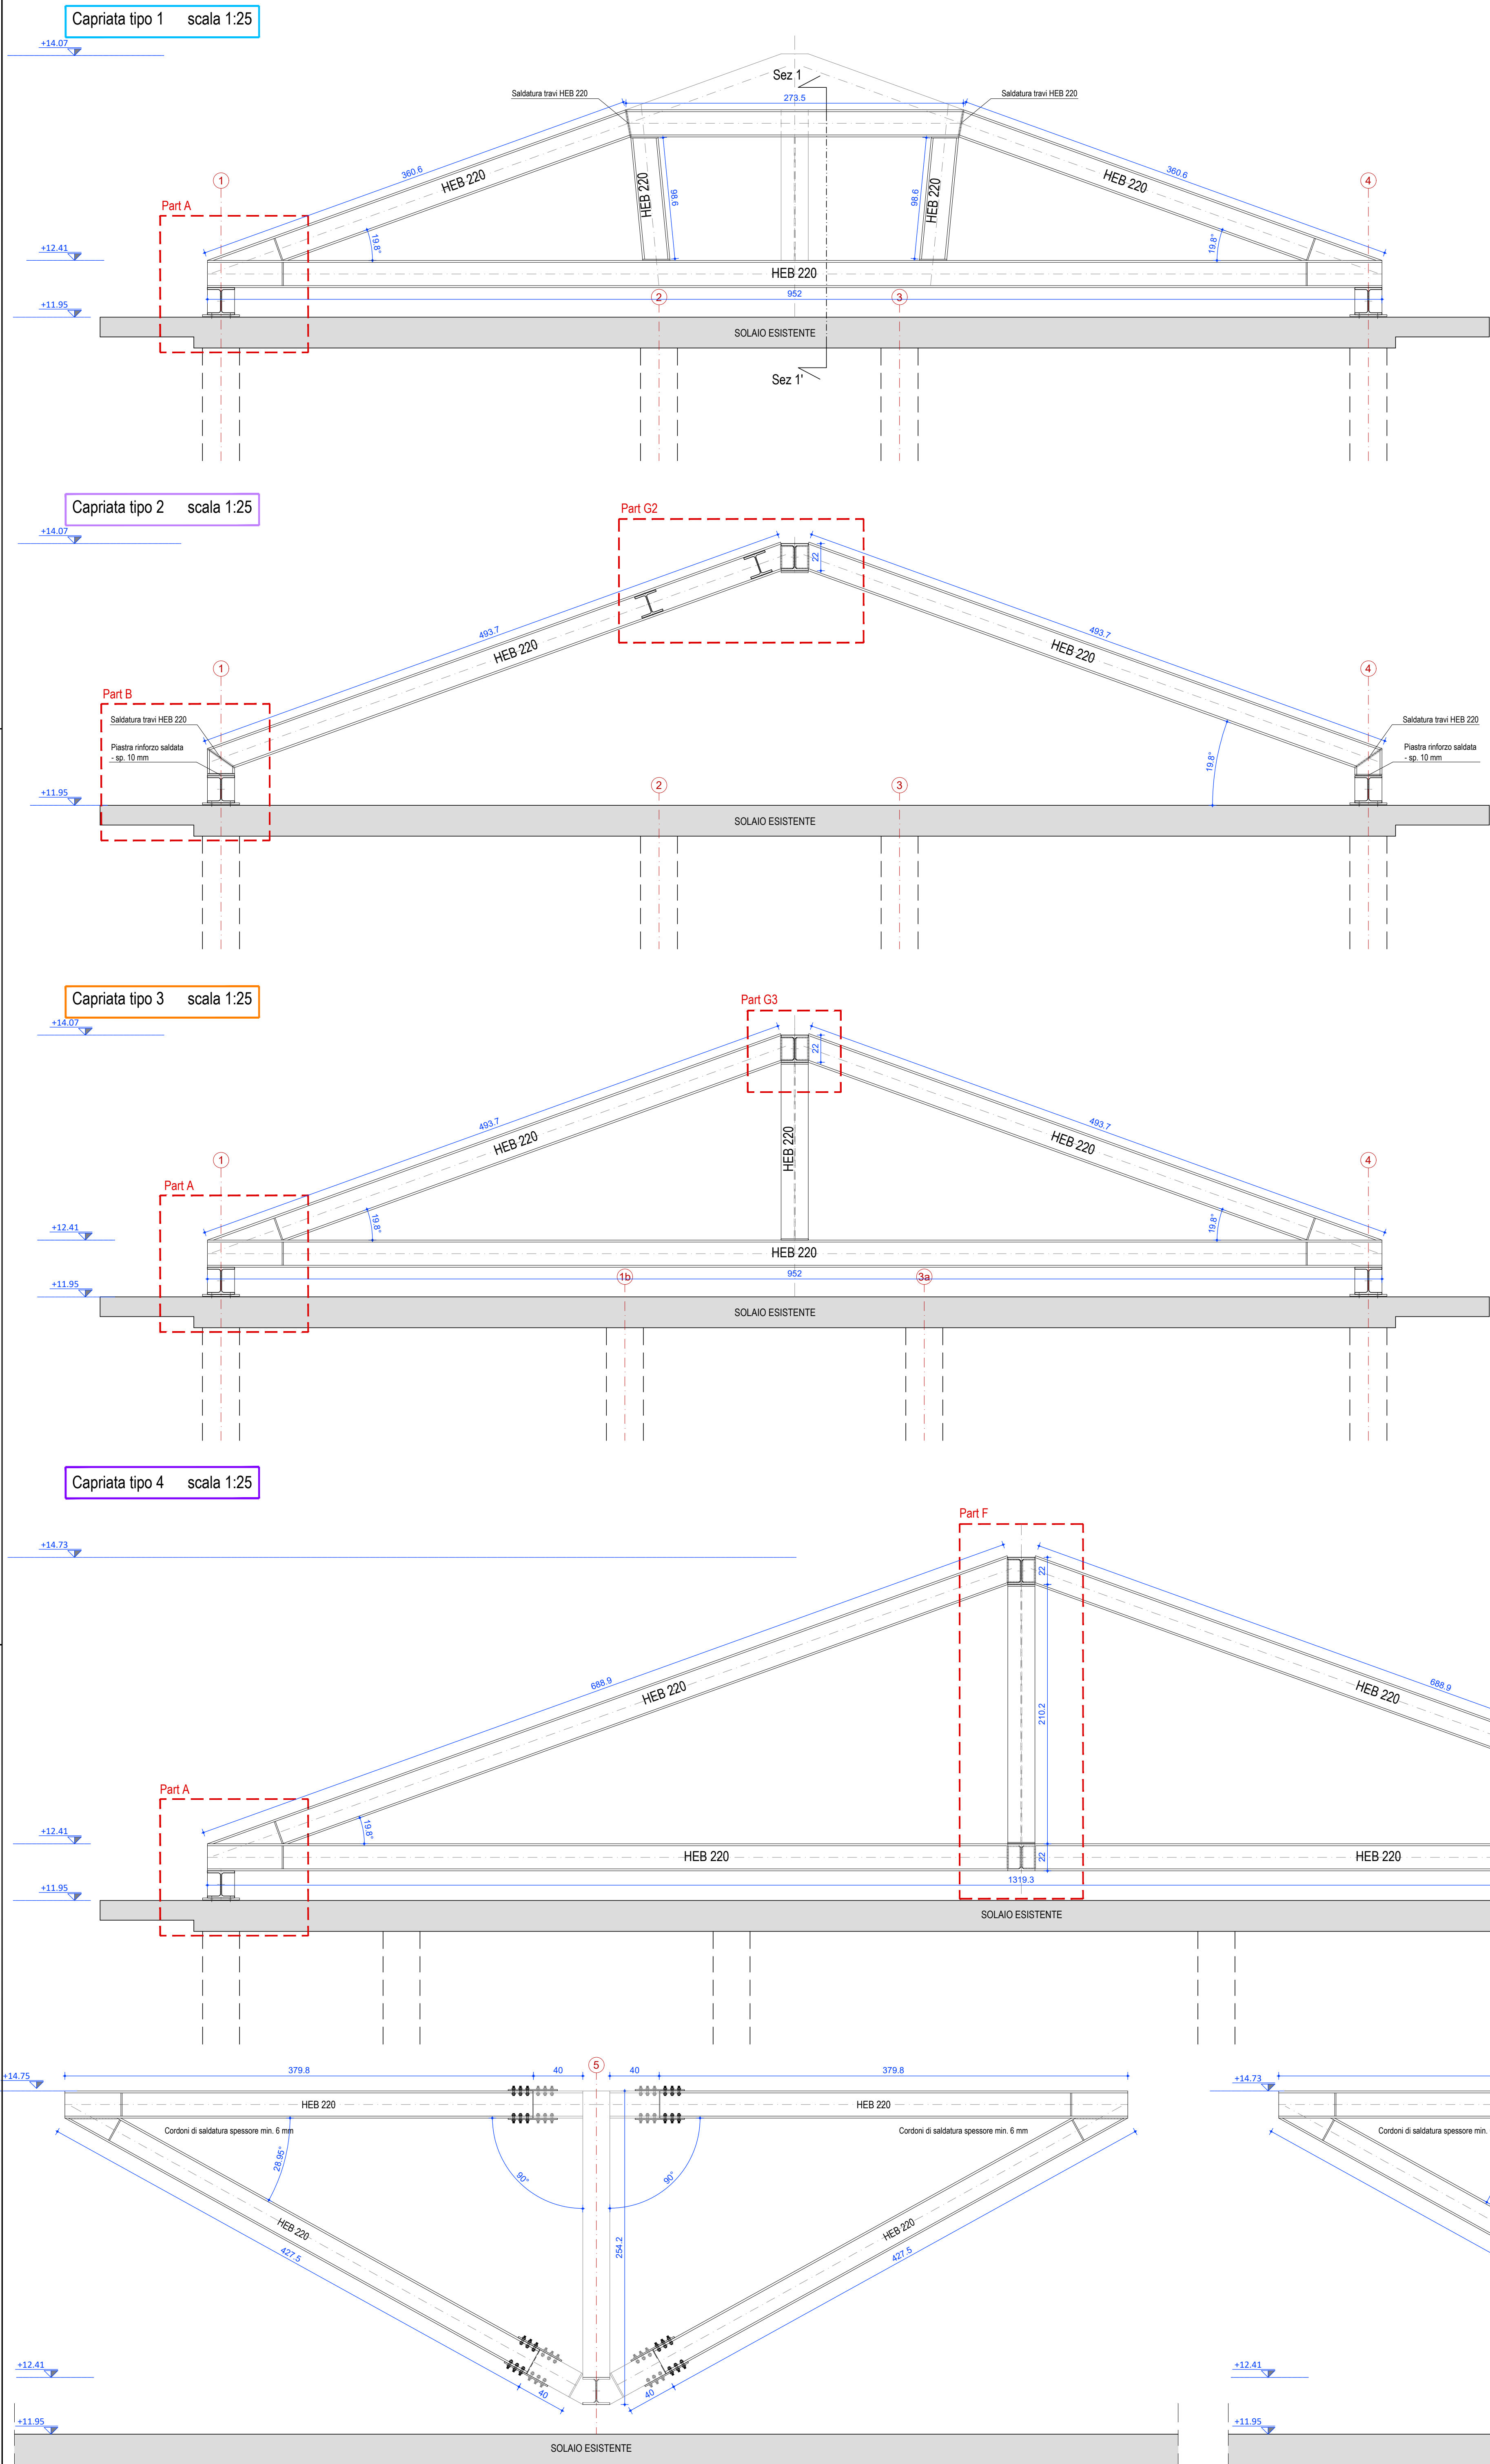 Capriata tipo 1 scala 1:25
+14.07
Sez 1
Saldatura travi HEB 220
273.5
Saldatura travi HEB 220
360.6
HEB 220
360.6
HEB 220
1
4
Part A
HEB 220
98.6
98.6
HEB 220
19.8°
19.8°
+12.41
HEB 220
952
2
3
+11.95
SOLAIO ESISTENTE
Sez 1'
Capriata tipo 2 scala 1:25
+14.07
Part G2
22
493.7
HEB 220
493.7
HEB 220
1
4
Part B
Saldatura travi HEB 220
Piastra rinforzo saldata
- sp. 10 mm
Saldatura travi HEB 220
Piastra rinforzo saldata
- sp. 10 mm
19.8°
2
3
+11.95
SOLAIO ESISTENTE
Capriata tipo 3 scala 1:25
+14.07
Part G3
22
493.7
HEB 220
493.7
HEB 220
HEB 220
1
4
Part A
19.8°
19.8°
+12.41
HEB 220
952
1b
3a
+11.95
SOLAIO ESISTENTE
Capriata tipo 4 scala 1:25
Part F
+14.73
22
688.9
HEB 220
688.9
HEB 220
210.2
Part A
19.8°
+12.41
HEB 220
22
HEB 220
1319.3
+11.95
SOLAIO ESISTENTE
+14.75
379.8
40
5
40
379.8
+14.73
HEB 220
HEB 220
Cordoni di saldatura spessore min. 6 mm
Cordoni di saldatura spessore min. 6 mm
Cordoni di saldatura spessore min.
28.95°
90°
90°
HEB 220
HEB 220
427.5
254.2
427.5
40
40
+12.41
+12.41
+11.95
+11.95
SOLAIO ESISTENTE